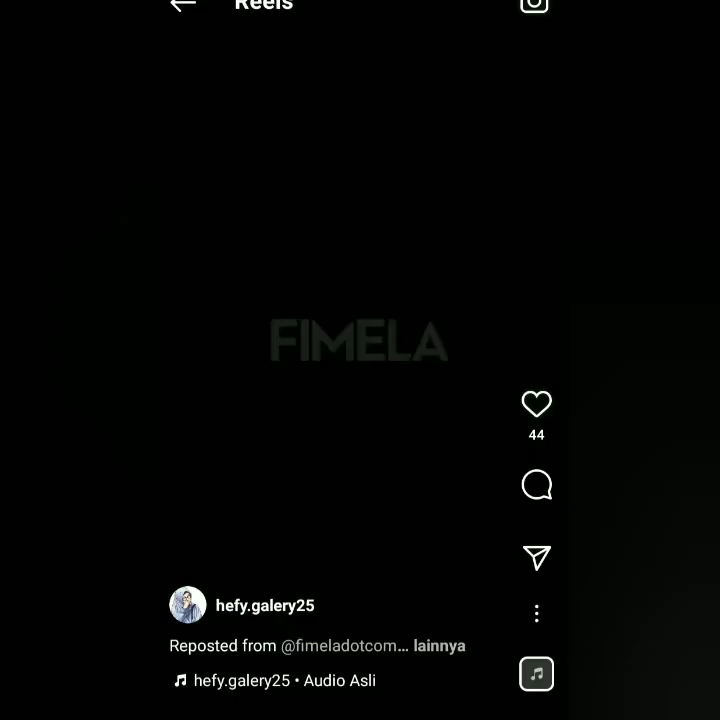 Reels
FIMELA
44
hefy.galery25
Reposted from @fimeladotcom... lainnya
hefy.galery25 • Audio Asli